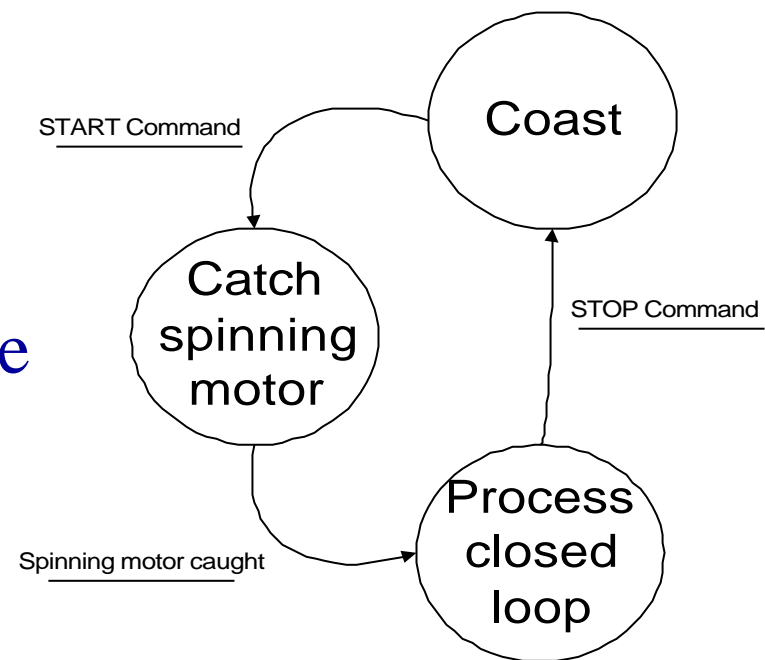 Coast
START Command
Catch
spinning
motor
STOP Command
e
Process
closed
loop
Spinning motor caught